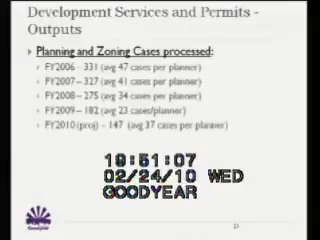 Development Services and Permits -
Outputs
Planning and Zoning Cases processed:
FY2006 - 331 (avg 47 cases per planner)
FY2007 - 327 (avg 41 cases per planner)
FY2008 - 275 (avg 34 cases per planner)
FY2009 - 182 (avg 23 cases/planner)
FY2010 (proj) - 147 (avg 37 cases per planner)
18:51:07
02/24/10 WED
GOODYEAR